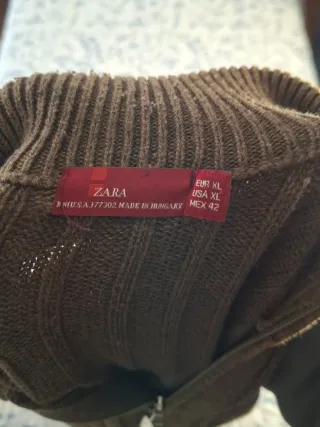 ZARA
R N U.S.A.177302 MADE IN HUNGARY
EUR XL
USA XL
MEX 42